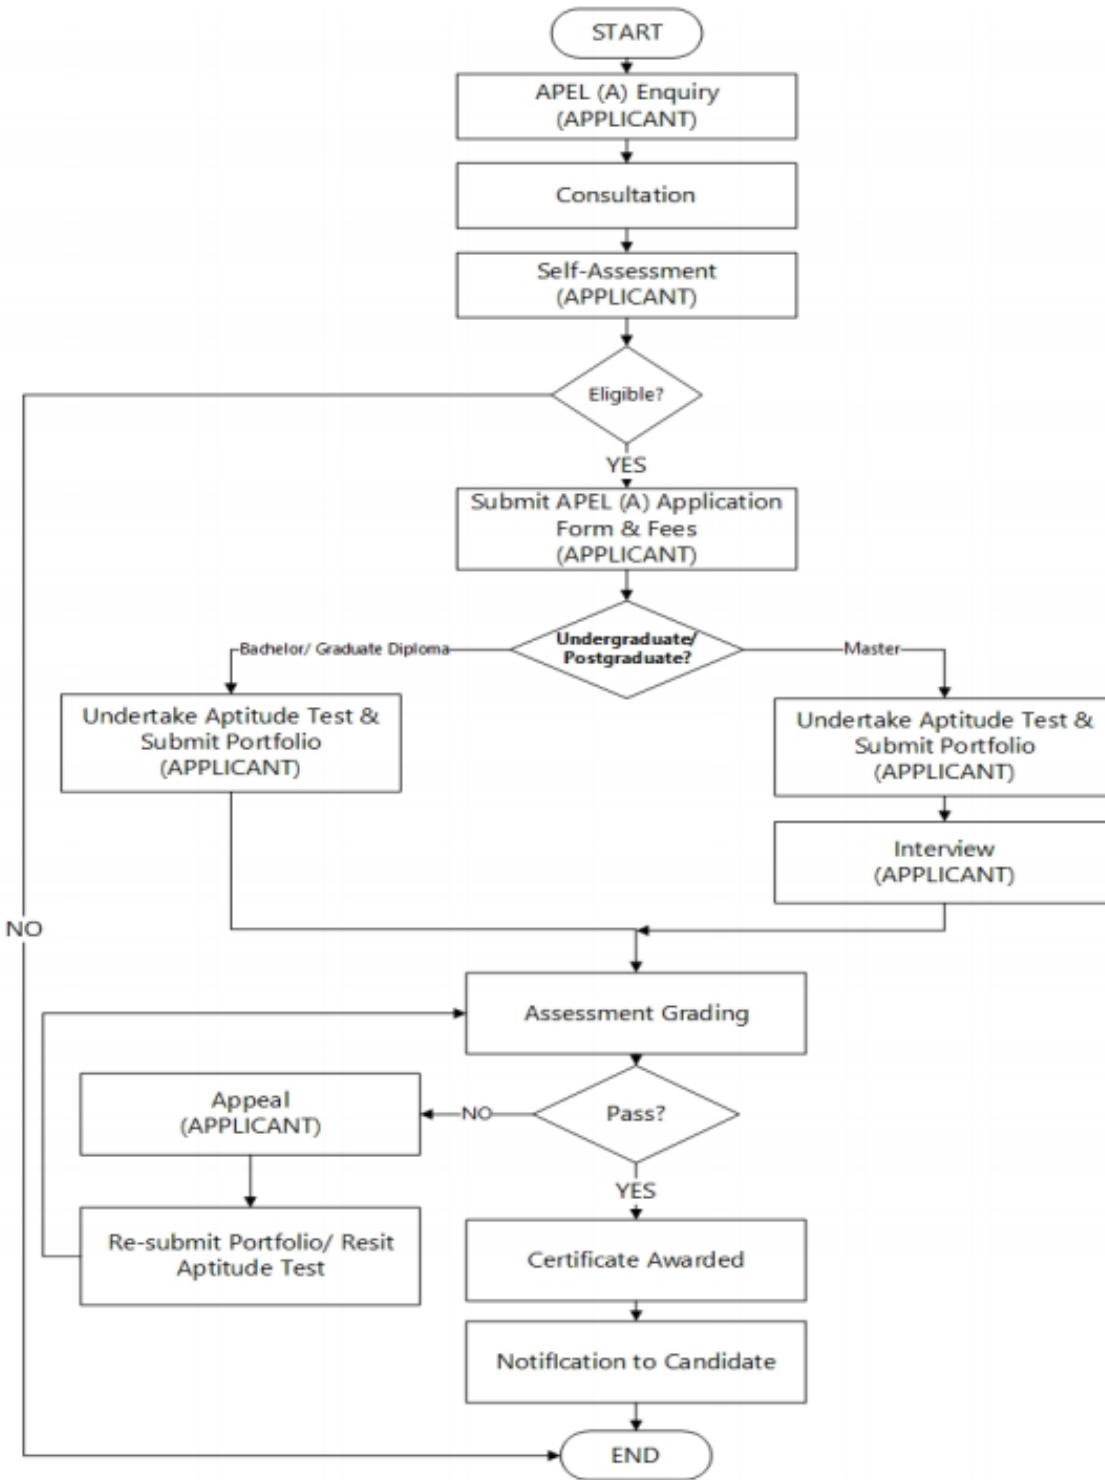 START
APEL (A) Enquiry
(APPLICANT)
Consultation
Self-Assessment
(APPLICANT)
Eligible?
YES
Submit APEL (A) Application
Form & Fees
(APPLICANT)
Undergraduate/
Postgraduate?
Bachelor/ Graduate Diploma
Master
Undertake Aptitude Test &
Submit Portfolio
(APPLICANT)
Undertake Aptitude Test &
Submit Portfolio
(APPLICANT)
Interview
(APPLICANT)
NO
Assessment Grading
Pass?
NO
Appeal
(APPLICANT)
Re-submit Portfolio/ Resit
Aptitude Test
YES
Certificate Awarded
Notification to Candidate
END